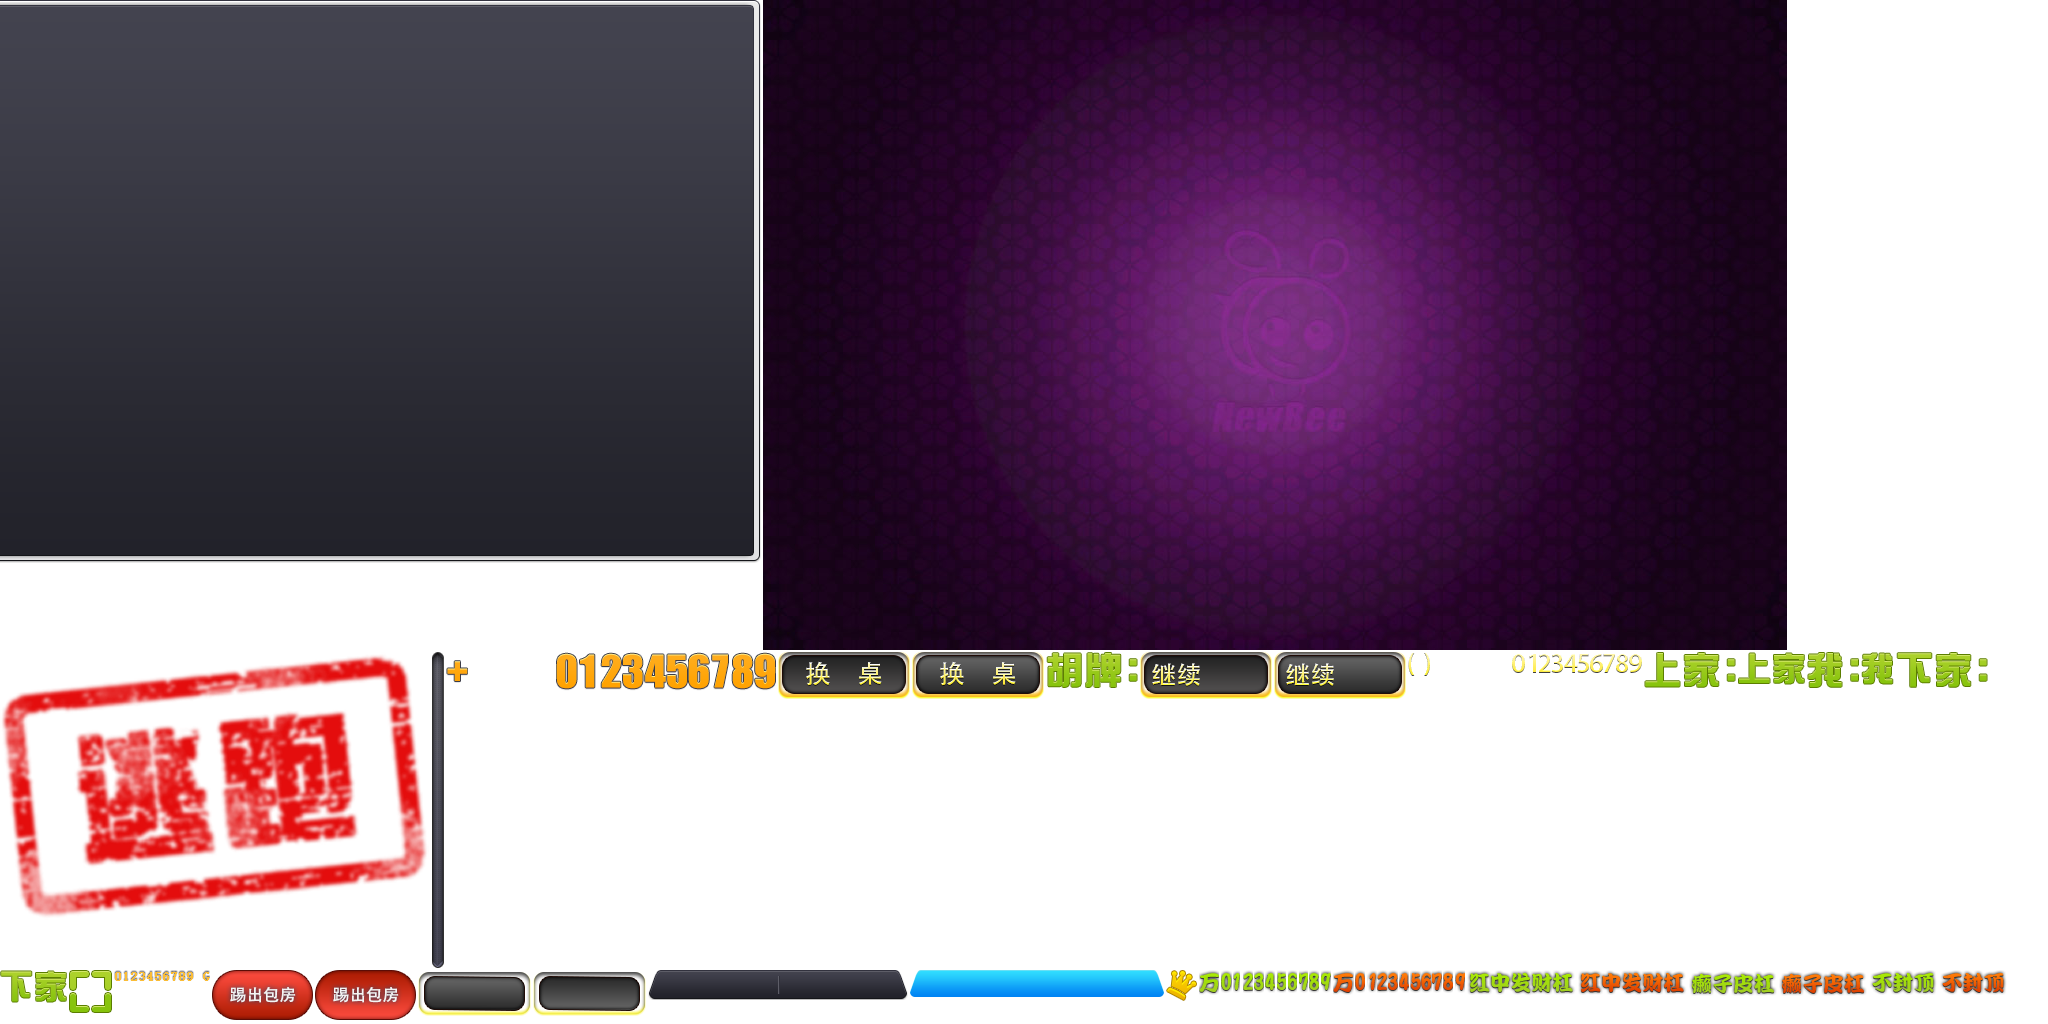 NewBee
逃跑
+
0123456789
换 桌
换 桌
胡牌:
继续
继续
()
0123456789
上家:上家我:我下家:
下家
0123456789 G
踢出包房
踢出包房
万0123456789
万0123456789
红中发财杠
红中发财杠
癞子皮杠
癞子皮杠
不封顶
不封顶